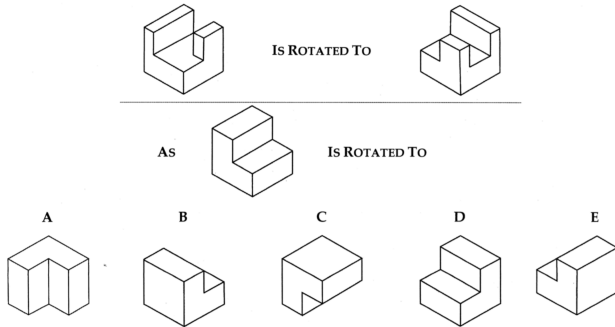 IS ROTATED TO
AS IS ROTATED TO
A B C D E